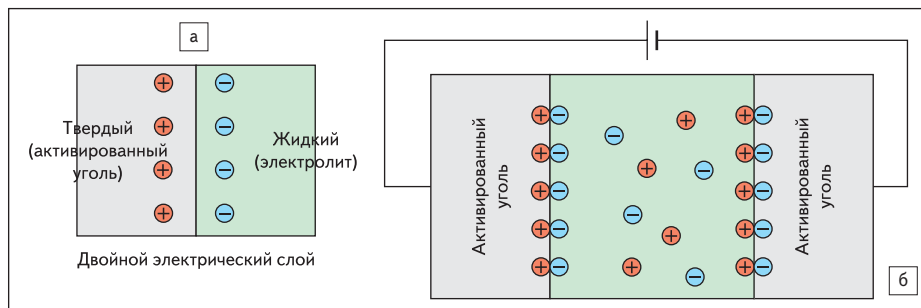 а
Твердый
(активированный
уголь)
Жидкий
(электролит)
Двойной электрический слой
Активированный
уголь
Активированный
уголь
б